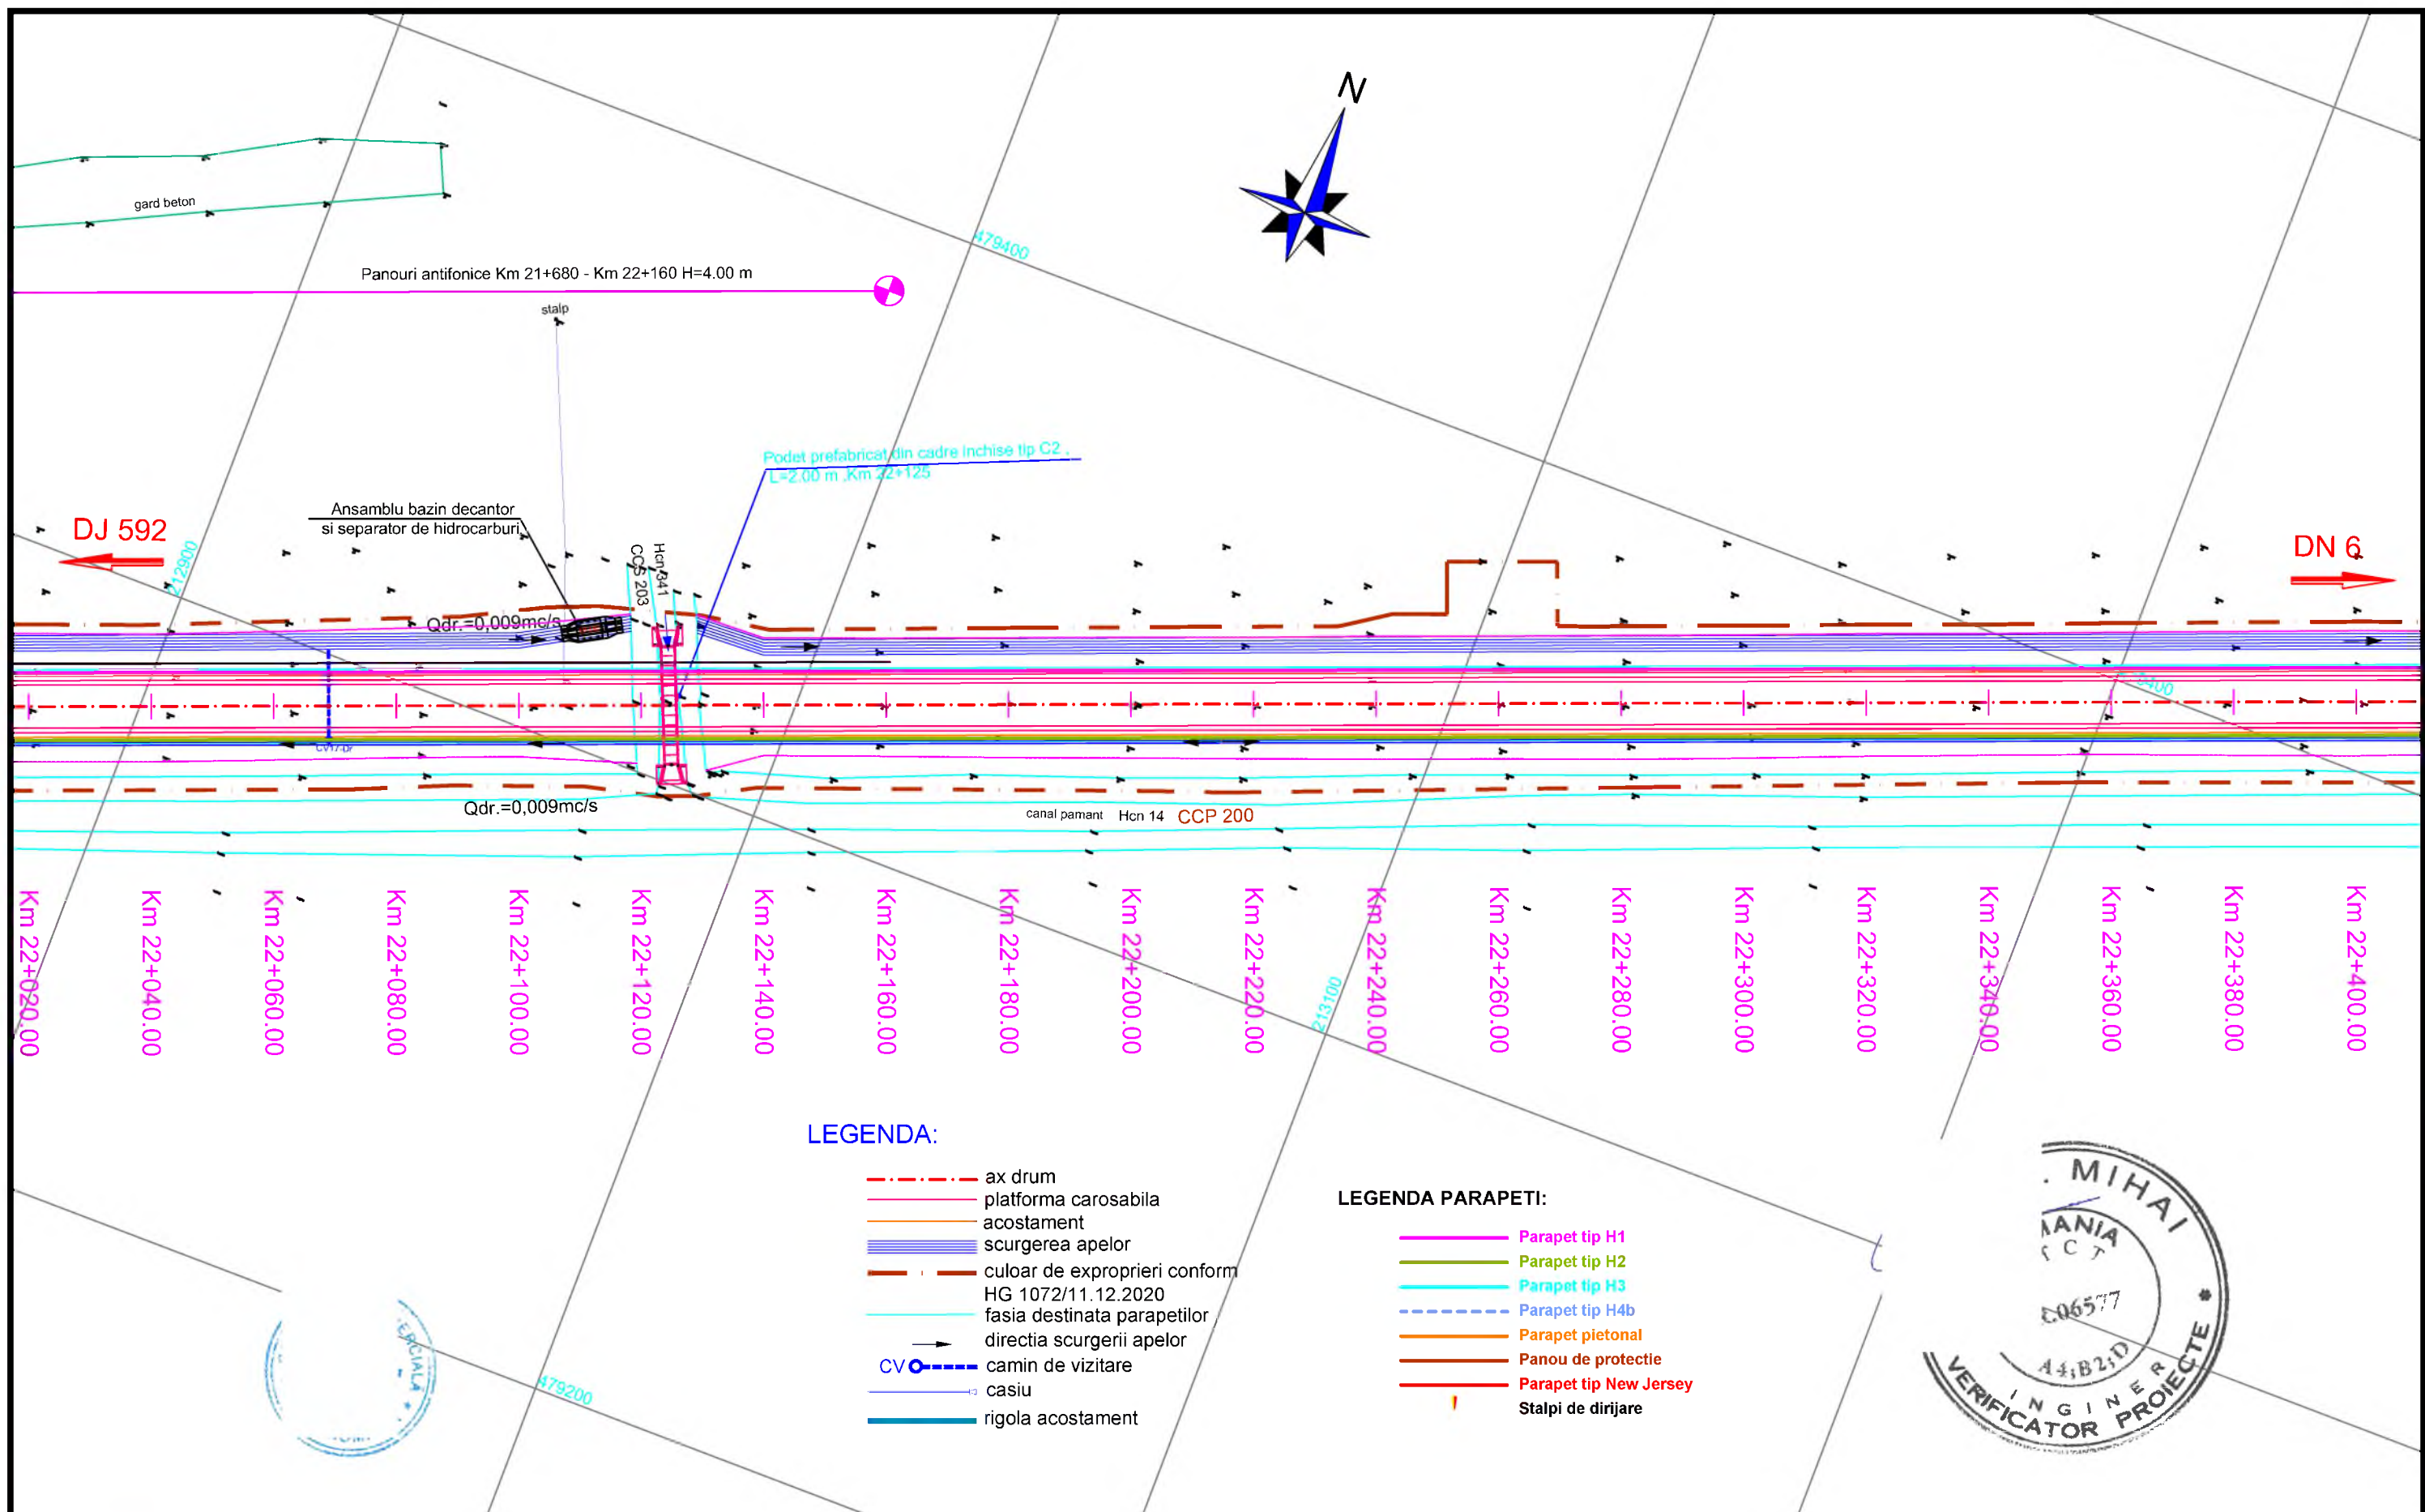 N
gard beton
479400
Panouri antifonice Km 21+680 - Km 22+160 H=4.00 m
stalp
Podet prefabricat din cadre inchise tip C2 ,
L=2.00 m ,Km 22+125
Ansamblu bazin decantor
si separator de hidrocarburi
DJ 592
DN 6
212900
CCS 203
Hcn 341
Qdr.=0,009mc/s
CV17-Dr
Qdr.=0,009mc/s
canal pamant Hcn 14 CCP 200
Km 22+020.00
Km 22+040.00
Km 22+060.00
Km 22+080.00
Km 22+100.00
Km 22+120.00
Km 22+140.00
Km 22+160.00
Km 22+180.00
Km 22+200.00
Km 22+220.00
Km 22+240.00
Km 22+260.00
Km 22+280.00
Km 22+300.00
Km 22+320.00
Km 22+340.00
Km 22+360.00
Km 22+380.00
Km 22+400.00
213100
LEGENDA:
ax drum
platforma carosabila
acostament
scurgerea apelor
culoar de exproprieri conform
HG 1072/11.12.2020
fasia destinata parapetilor
directia scurgerii apelor
CV camin de vizitare
casiu
rigola acostament
LEGENDA PARAPETI:
Parapet tip H1
Parapet tip H2
Parapet tip H3
Parapet tip H4b
Parapet pietonal
Panou de protectie
Parapet tip New Jersey
Stalpi de dirijare
479200
ERCIALA *
. MIHAI
MANIA
C T
06577
A4;B2;D
INGINER
VERIFICATOR PROIECTE *